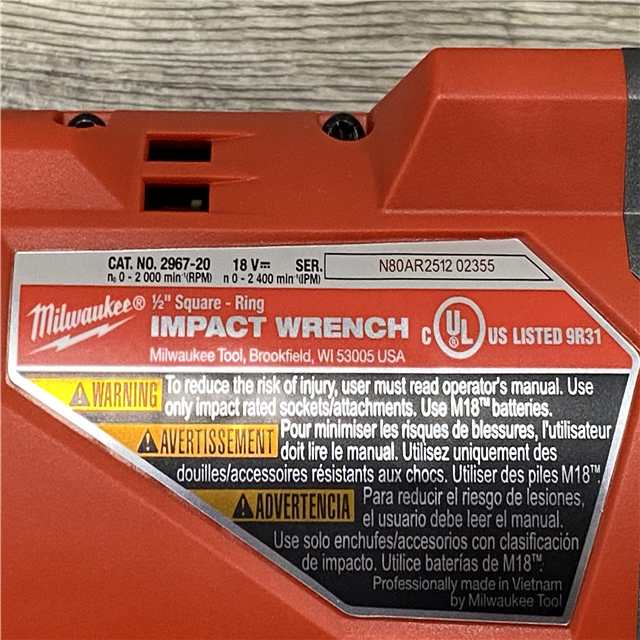 CAT. NO. 2967-20 18 V⎓ SER. N80AR2512 02355
n₀ 0 - 2 000 min⁻¹(RPM) n 0 - 2 400 min⁻¹(IPM)
Milwaukee® ½" Square - Ring
IMPACT WRENCH
Milwaukee Tool, Brookfield, WI 53005 USA
C UL® US LISTED 9R31
WARNING To reduce the risk of injury, user must read operator's manual. Use
only impact rated sockets/attachments. Use M18™ batteries.
AVERTISSEMENT Pour minimiser les risques de blessures, l'utilisateur
doit lire le manuel. Utilisez uniquement des
douilles/accessoires résistants aux chocs. Utiliser des piles M18™.
ADVERTENCIA Para reducir el riesgo de lesiones,
el usuario debe leer el manual.
Use solo enchufes/accesorios con clasificación
de impacto. Utilice baterías de M18™.
Professionally made in Vietnam
by Milwaukee Tool